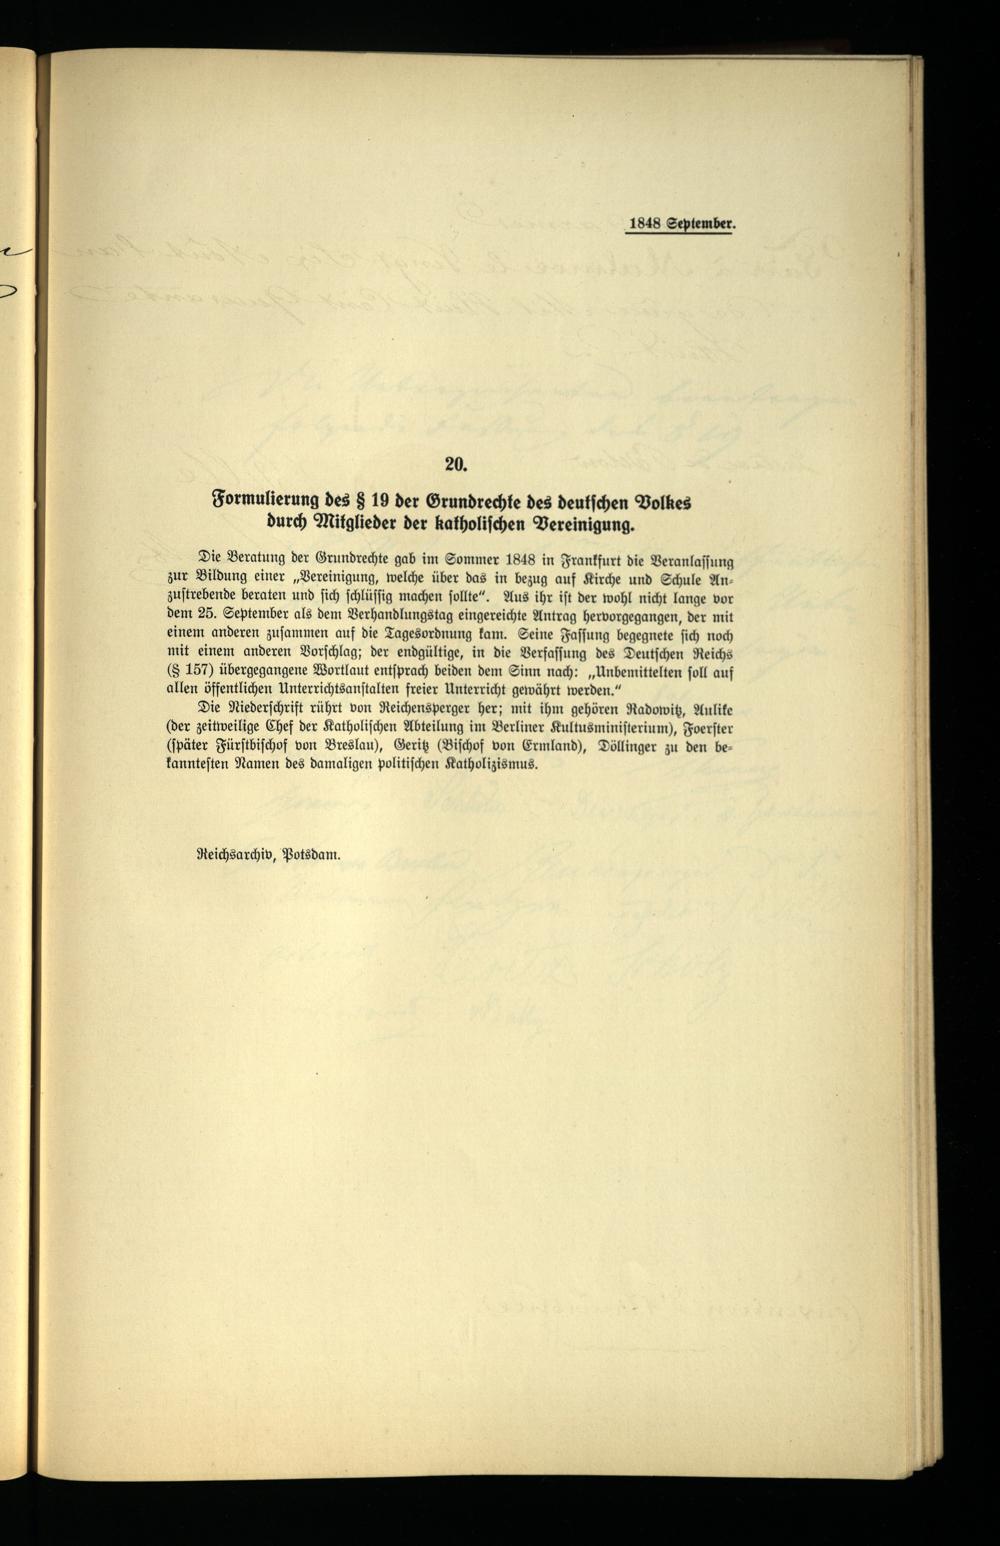 1848 September.
20.
Formulierung des § 19 der Grundrechte des deutschen Volkes
durch Mitglieder der katholischen Vereinigung.
Die Beratung der Grundrechte gab im Sommer 1848 in Frankfurt die Veranlassung
zur Bildung einer „Vereinigung, welche über das in bezug auf Kirche und Schule An-
zustrebende beraten und sich schlüssig machen sollte“. Aus ihr ist der wohl nicht lange vor
dem 25. September als dem Verhandlungstag eingereichte Antrag hervorgegangen, der mit
einem anderen zusammen auf die Tagesordnung kam. Seine Fassung begegnete sich noch
mit einem anderen Vorschlag; der endgültige, in die Verfassung des Deutschen Reichs
(§ 157) übergegangene Wortlaut entsprach beiden dem Sinn nach: „Unbemittelten soll auf
allen öffentlichen Unterrichtsanstalten freier Unterricht gewährt werden.“
Die Niederschrift rührt von Reichensperger her; mit ihm gehören Radowitz, Aulike
(der zeitweilige Chef der Katholischen Abteilung im Berliner Kultusministerium), Foerster
(später Fürstbischof von Breslau), Geritz (Bischof von Ermland), Döllinger zu den be-
kanntesten Namen des damaligen politischen Katholizismus.
Reichsarchiv, Potsdam.